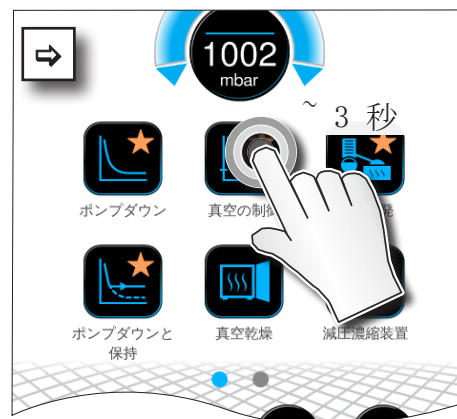 1002
mbar
~ 3 秒
ポンプダウン
真空の制御
発
ポンプダウンと
保持
真空乾燥
減圧濃縮装置